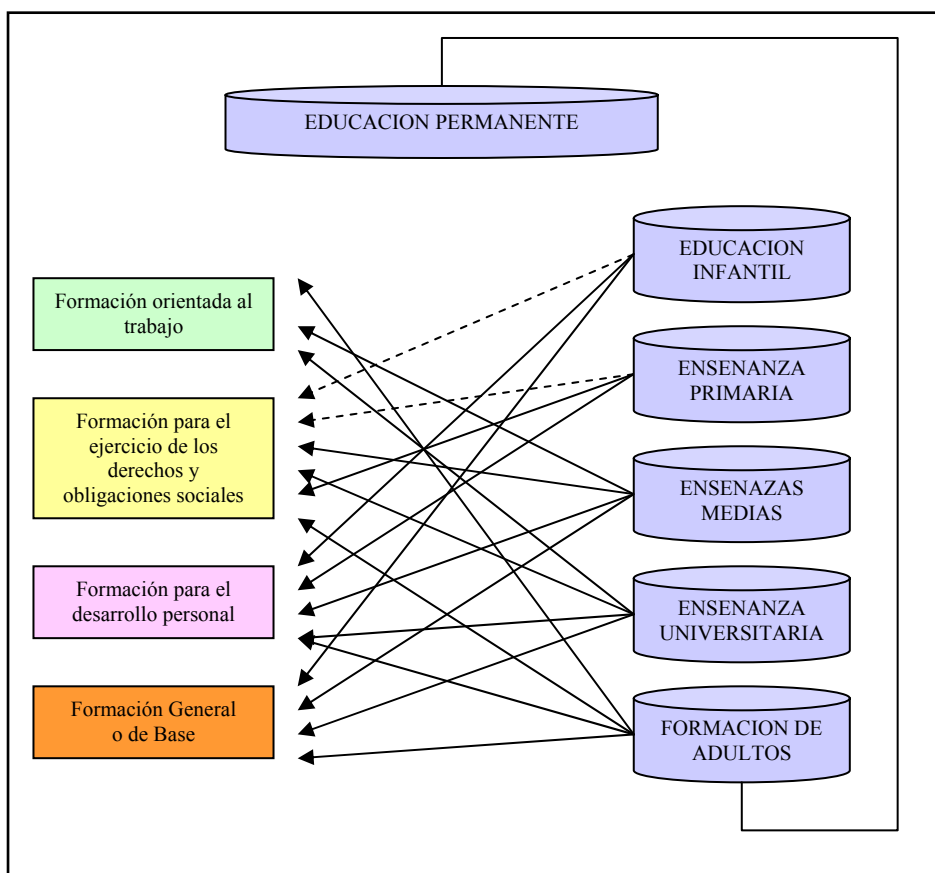 EDUCACION PERMANENTE
EDUCACION
INFANTIL
Formación orientada al
trabajo
ENSENANZA
PRIMARIA
Formación para el
ejercicio de los
derechos y
obligaciones sociales
ENSENAZAS
MEDIAS
Formación para el
desarrollo personal
ENSENANZA
UNIVERSITARIA
Formación General
o de Base
FORMACION DE
ADULTOS